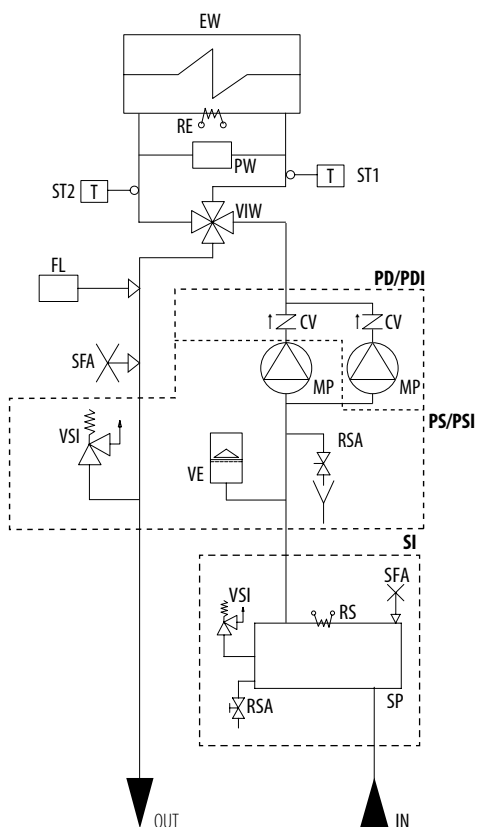 EW
RE
PW
ST2 T
T ST1
VIW
FL
PD/PDI
CV
CV
SFA
MP
MP
PS/PSI
VSI
RSA
VE
SI
SFA
VSI
RS
RSA
SP
OUT
IN